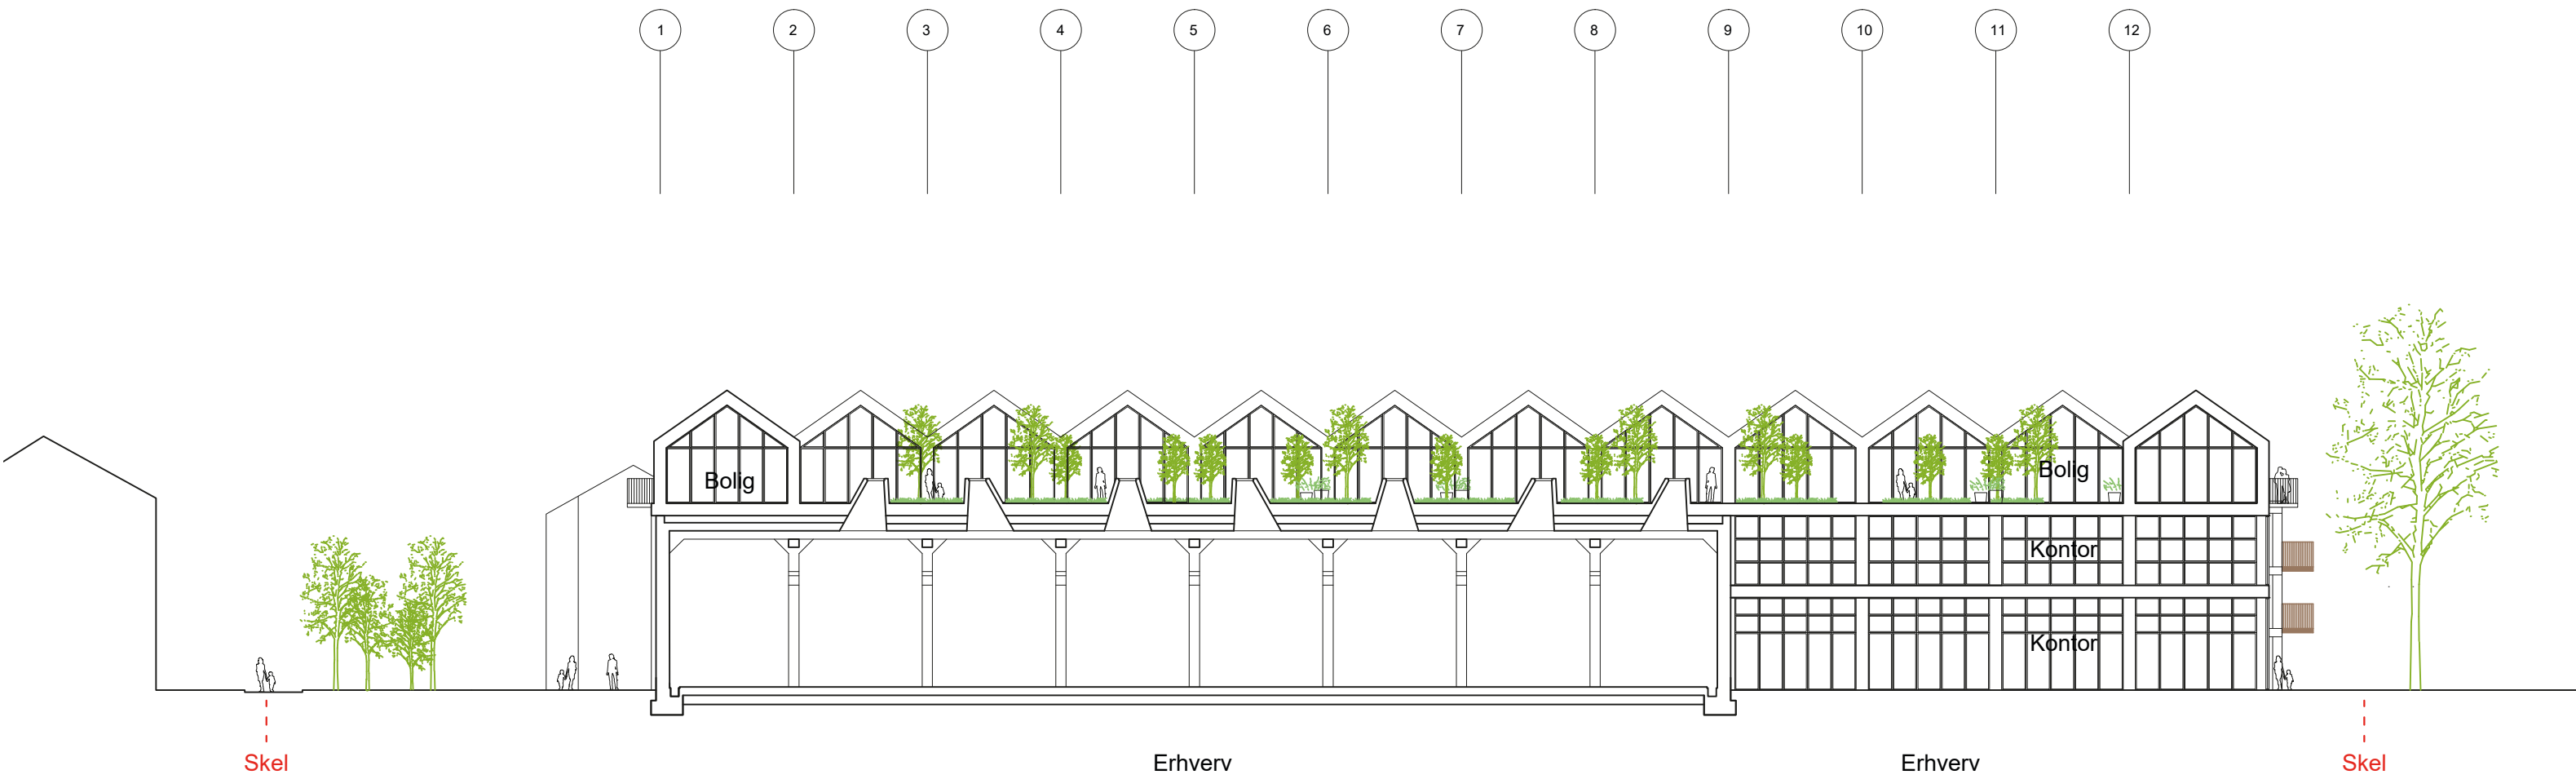 1 2 3 4 5 6 7 8 9 10 11 12
Bolig
Bolig
Kontor
Kontor
Skel Erhverv Erhverv Skel